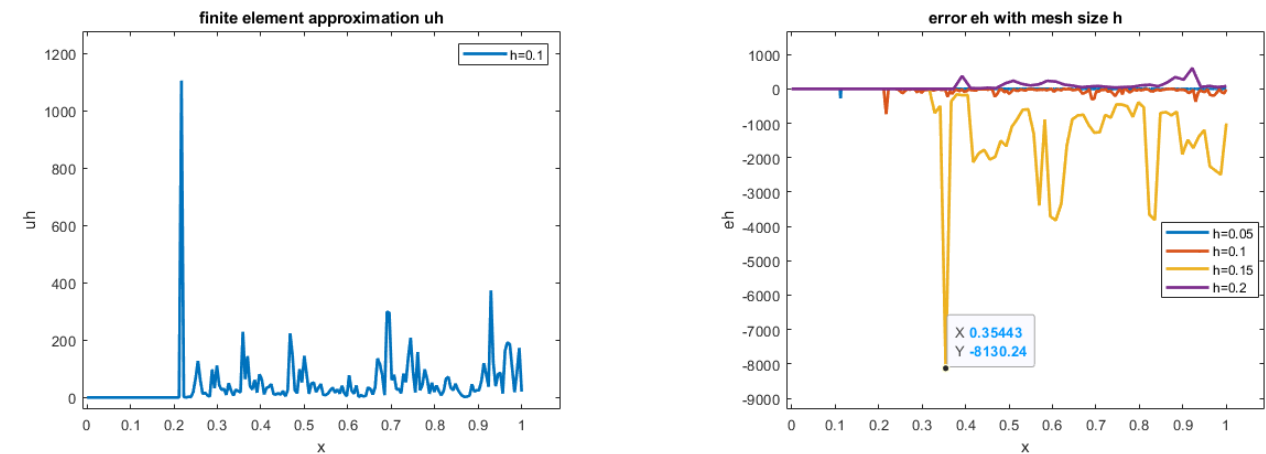 finite element approximation uh
h=0.1
1200
1000
800
600
400
200
0
uh
0 0.1 0.2 0.3 0.4 0.5 0.6 0.7 0.8 0.9 1
x
error eh with mesh size h
1000
0
-1000
-2000
-3000
-4000
-5000
-6000
-7000
-8000
-9000
eh
h=0.05
h=0.1
h=0.15
h=0.2
X 0.35443
Y -8130.24
0 0.1 0.2 0.3 0.4 0.5 0.6 0.7 0.8 0.9 1
x